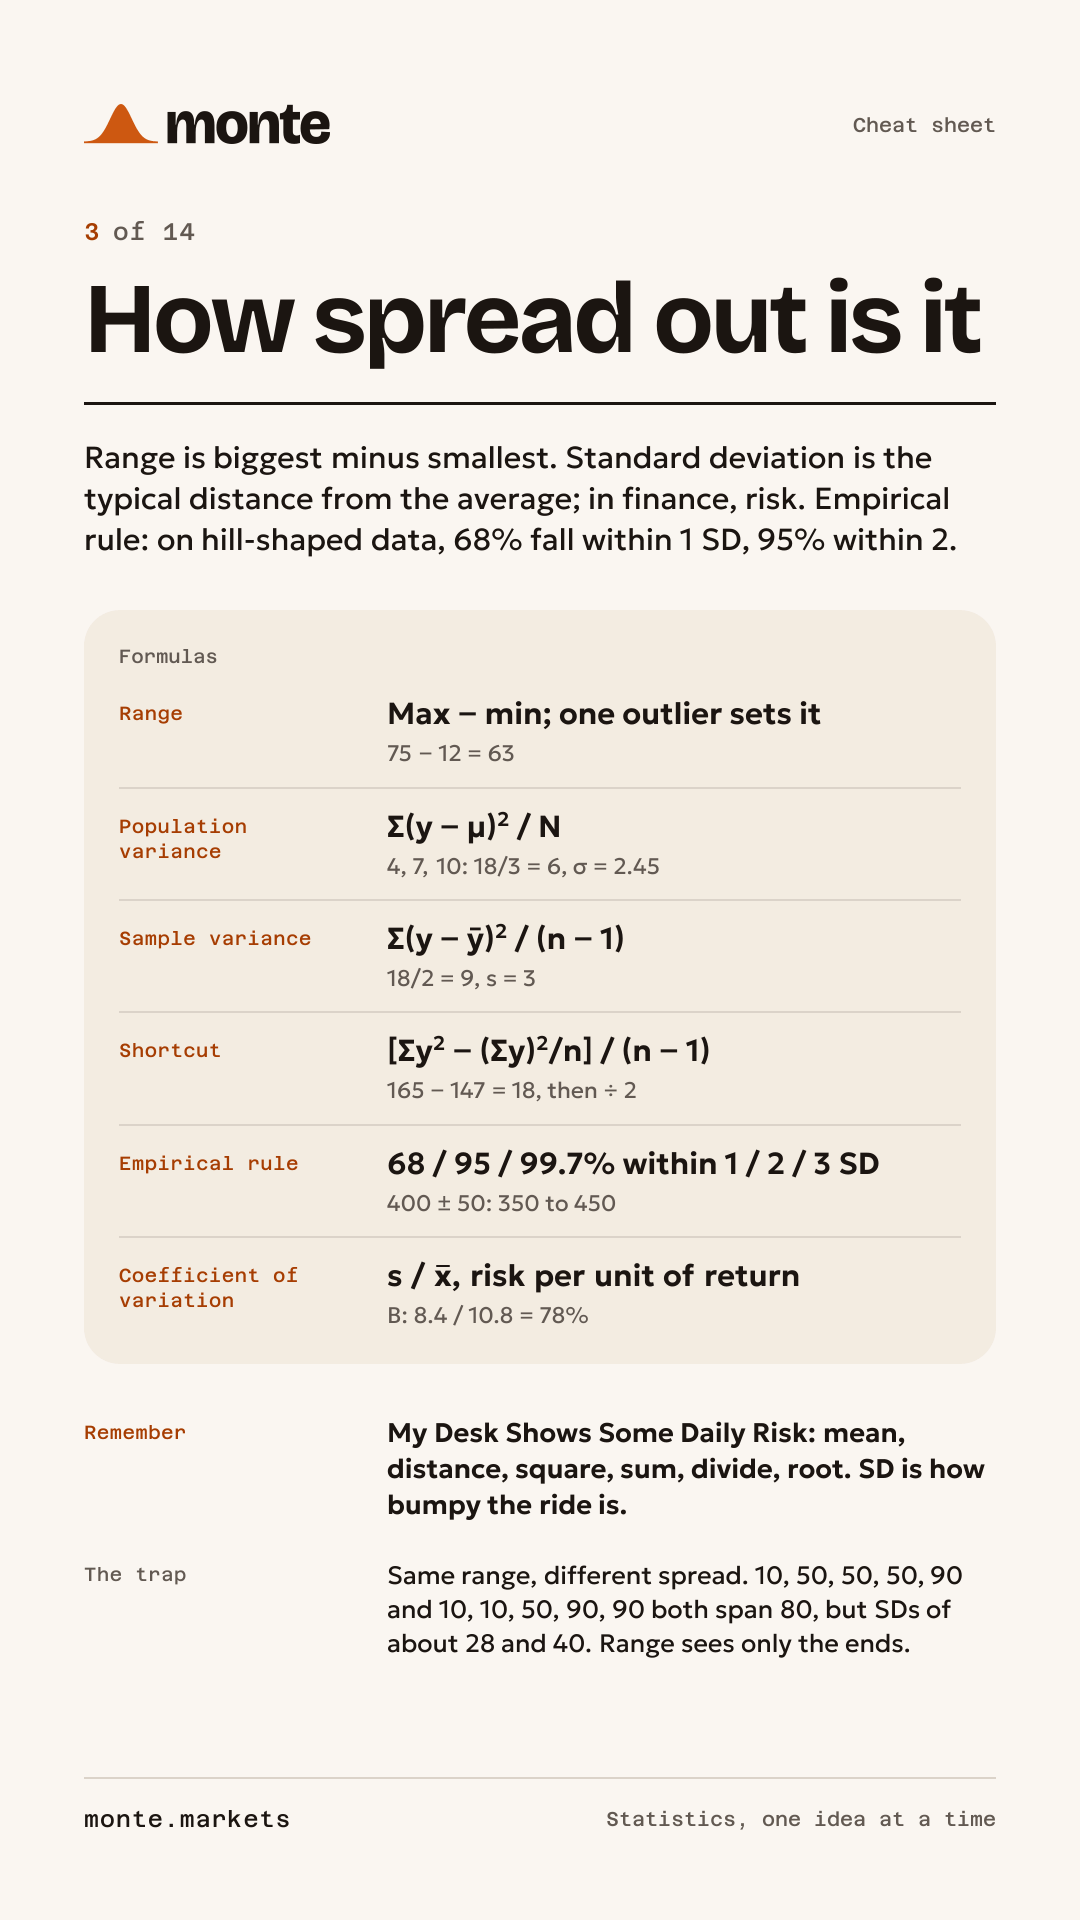 monte
Cheat sheet
3 of 14
How spread out is it
Range is biggest minus smallest. Standard deviation is the
typical distance from the average; in finance, risk. Empirical
rule: on hill-shaped data, 68% fall within 1 SD, 95% within 2.
Formulas
Range
Max − min; one outlier sets it
75 − 12 = 63
Population
variance
Σ(y − μ)² / N
4, 7, 10: 18/3 = 6, σ = 2.45
Sample variance
Σ(y − ȳ)² / (n − 1)
18/2 = 9, s = 3
Shortcut
[Σy² − (Σy)²/n] / (n − 1)
165 − 147 = 18, then ÷ 2
Empirical rule
68 / 95 / 99.7% within 1 / 2 / 3 SD
400 ± 50: 350 to 450
Coefficient of
variation
s / x̄, risk per unit of return
B: 8.4 / 10.8 = 78%
Remember
My Desk Shows Some Daily Risk: mean,
distance, square, sum, divide, root. SD is how
bumpy the ride is.
The trap
Same range, different spread. 10, 50, 50, 50, 90
and 10, 10, 50, 90, 90 both span 80, but SDs of
about 28 and 40. Range sees only the ends.
monte.markets
Statistics, one idea at a time